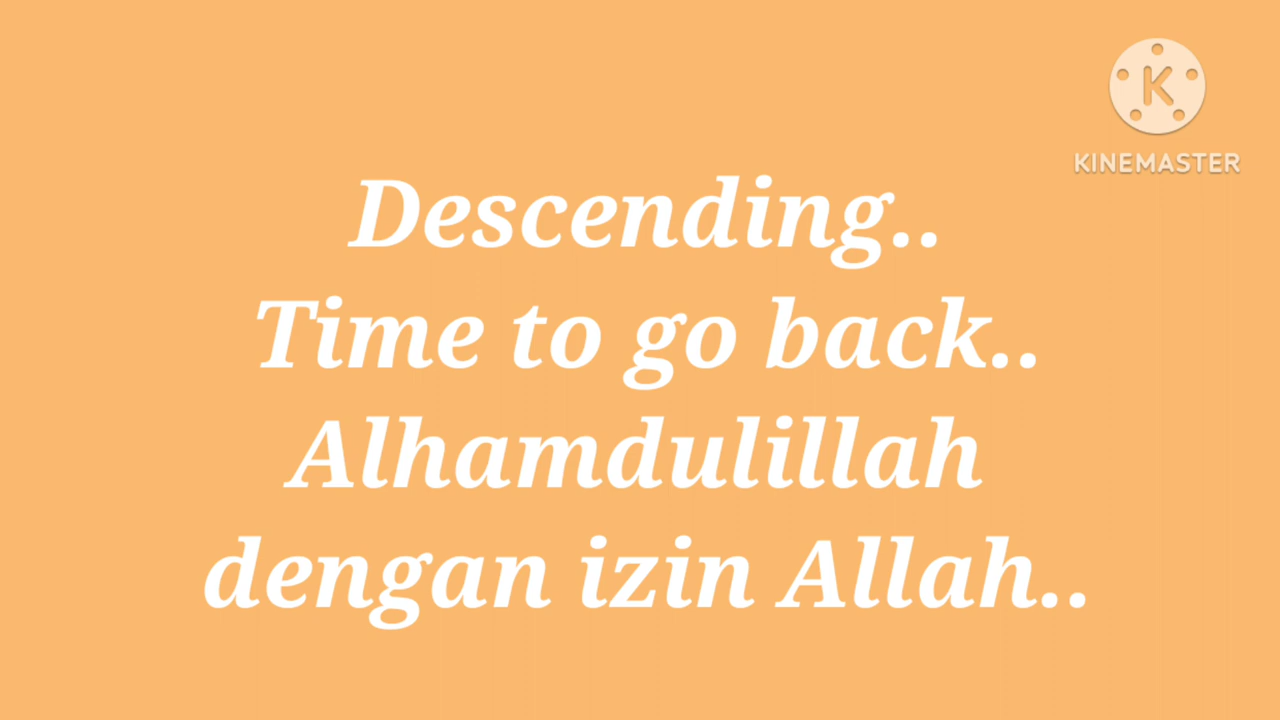 KINEMASTER
Descending..
Time to go back..
Alhamdulillah
dengan izin Allah..